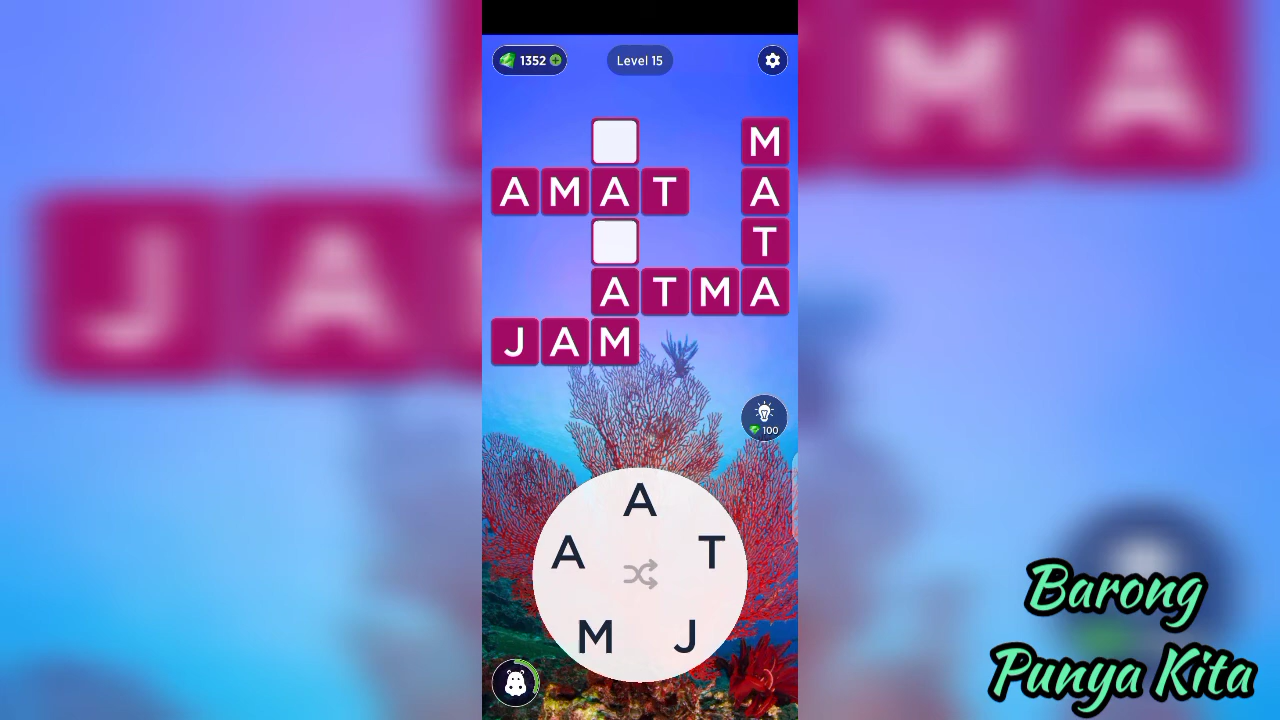 1352
Level 15
M
AMAT
A
T
ATMA
JAM
100
A
A
T
M
J
Barong
Punya Kita